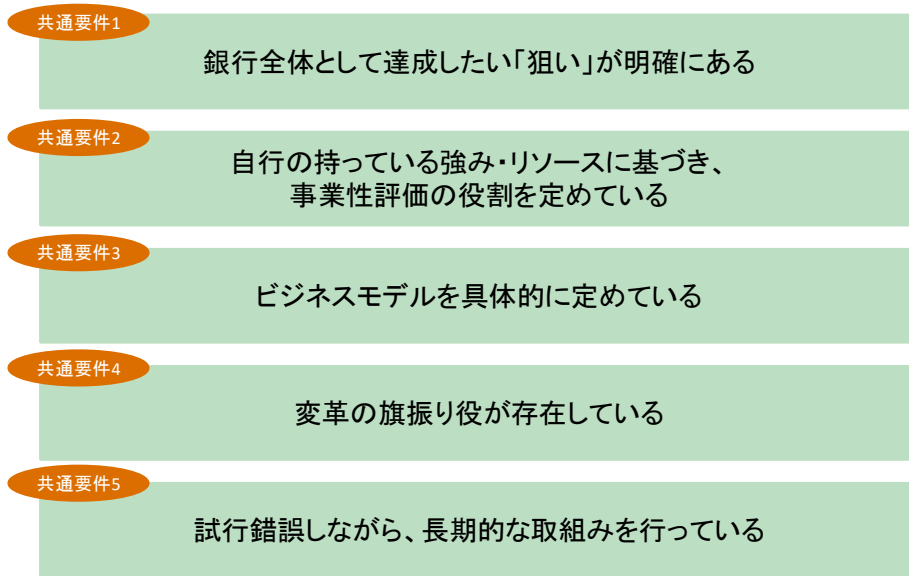 共通要件1
銀行全体として達成したい「狙い」が明確にある
共通要件2
自行の持っている強み・リソースに基づき、
事業性評価の役割を定めている
共通要件3
ビジネスモデルを具体的に定めている
共通要件4
変革の旗振り役が存在している
共通要件5
試行錯誤しながら、長期的な取組みを行っている